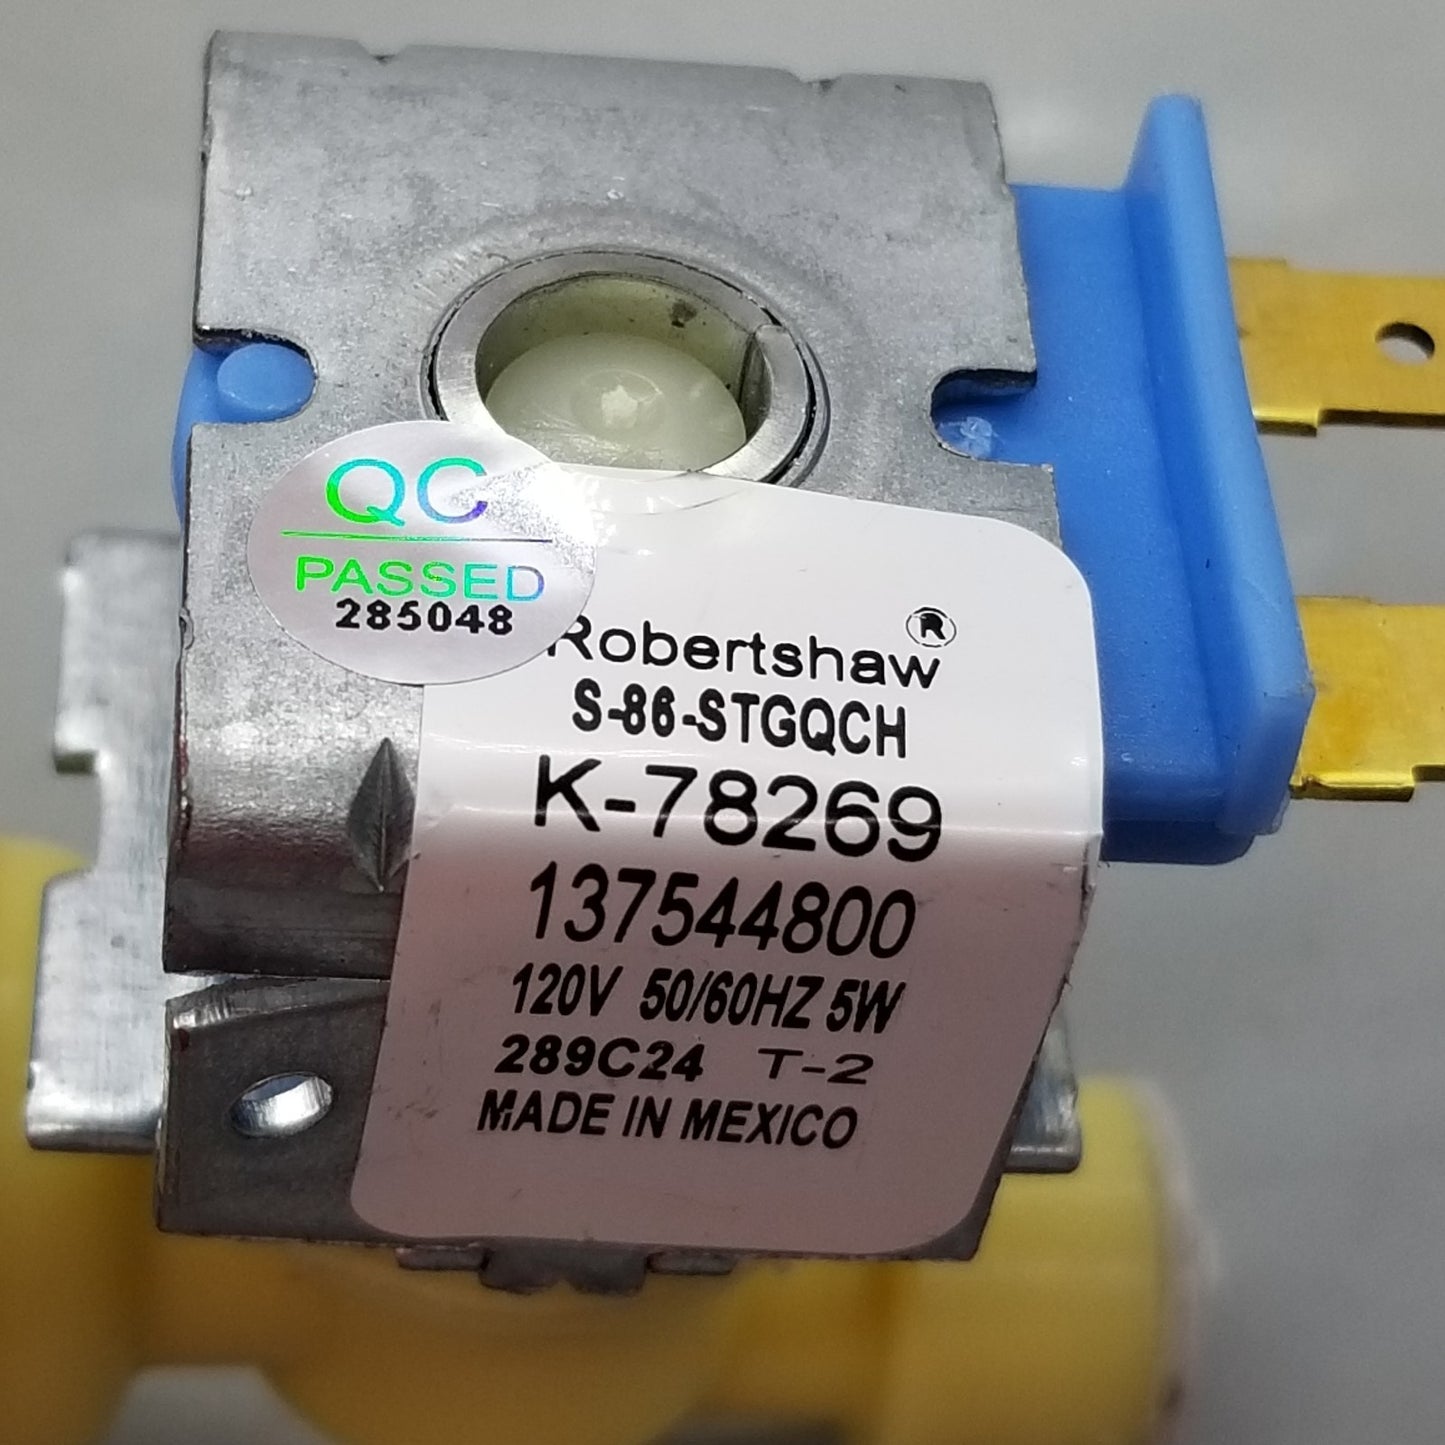 QC
PASSED
285048
Robertshaw®
S-86-STGQCH
K-78269
137544800
120V 50/60HZ 5W
289C24 T-2
MADE IN MEXICO